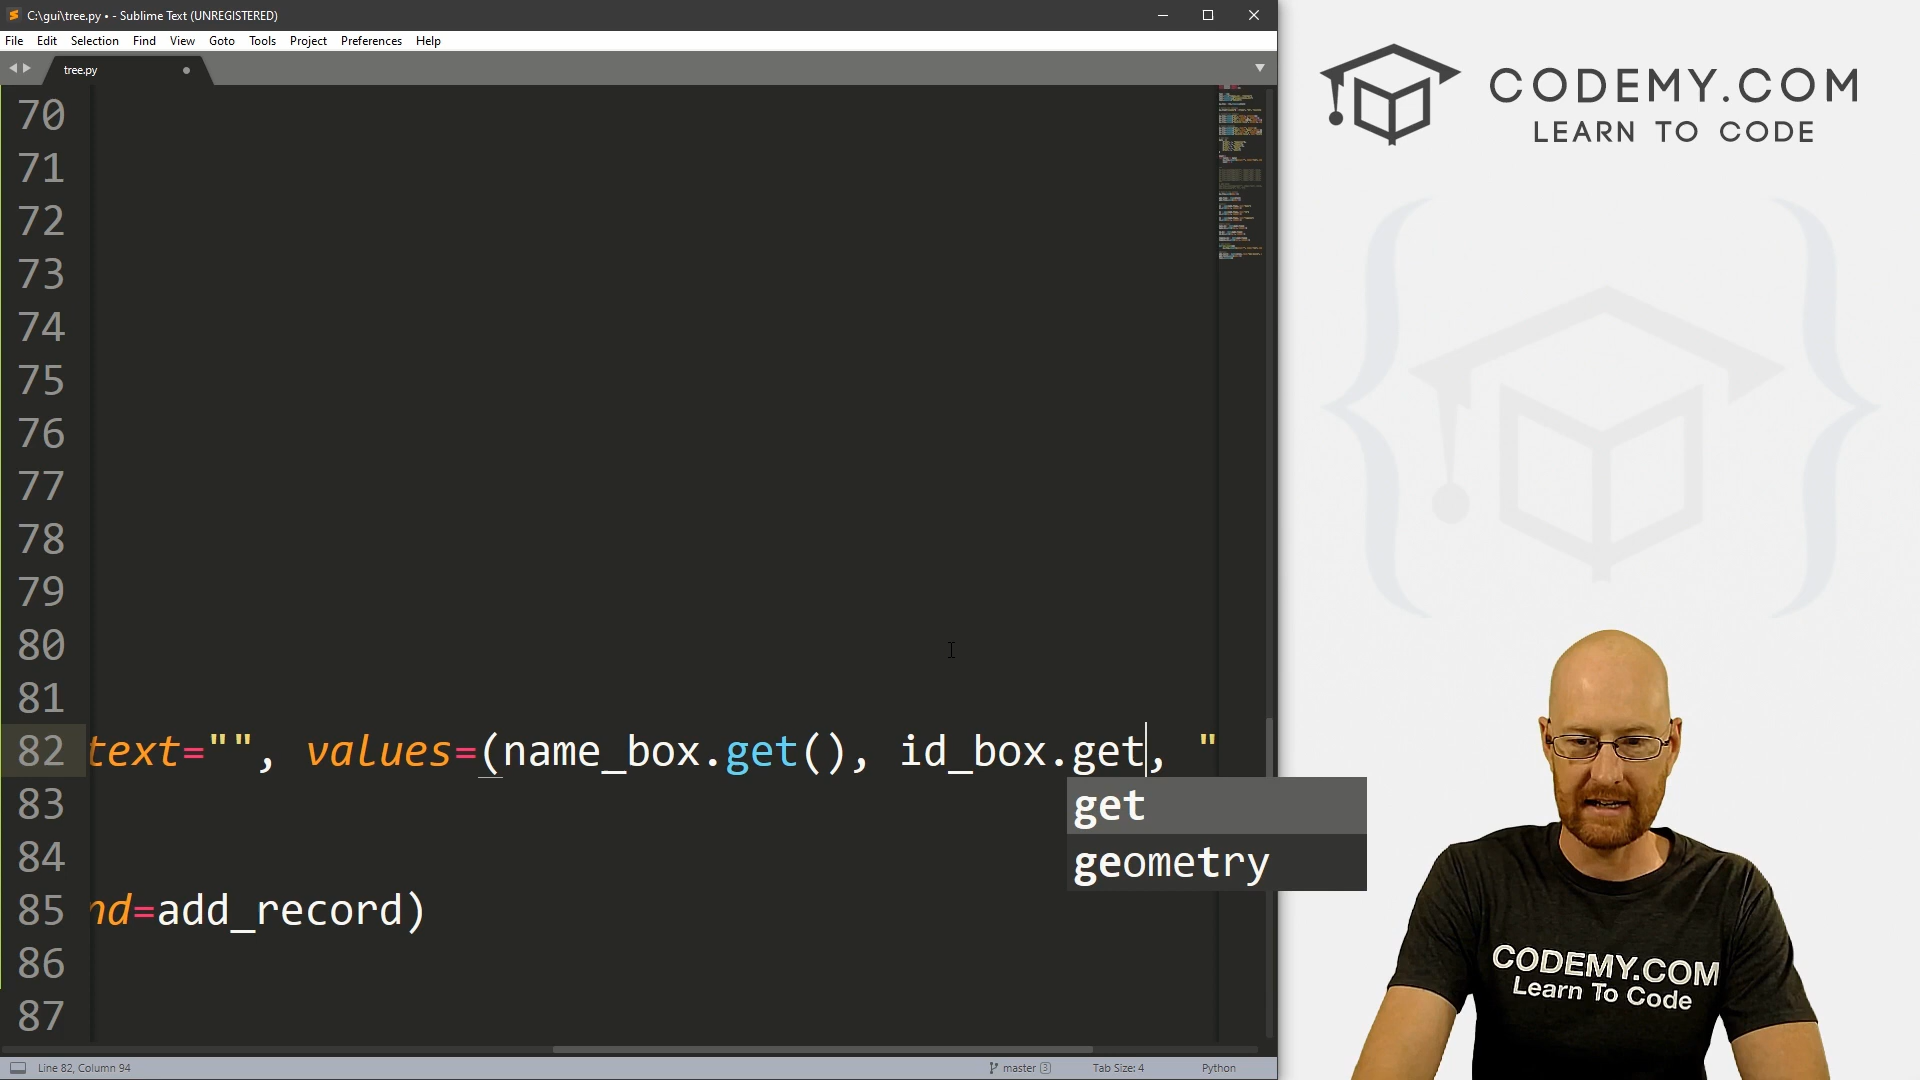 C:\gui\tree.py • - Sublime Text (UNREGISTERED)
File Edit Selection Find View Goto Tools Project Preferences Help
tree.py
CODEMY.COM
LEARN TO CODE
70
71
72
73
74
75
76
77
78
79
80
81
82 text="", values=(name_box.get(), id_box.get, "
get
83
geometry
84
85 nd=add_record)
86
87
CODEMY.COM
Learn To Code
Line 82, Column 94 master 3 Tab Size: 4 Python